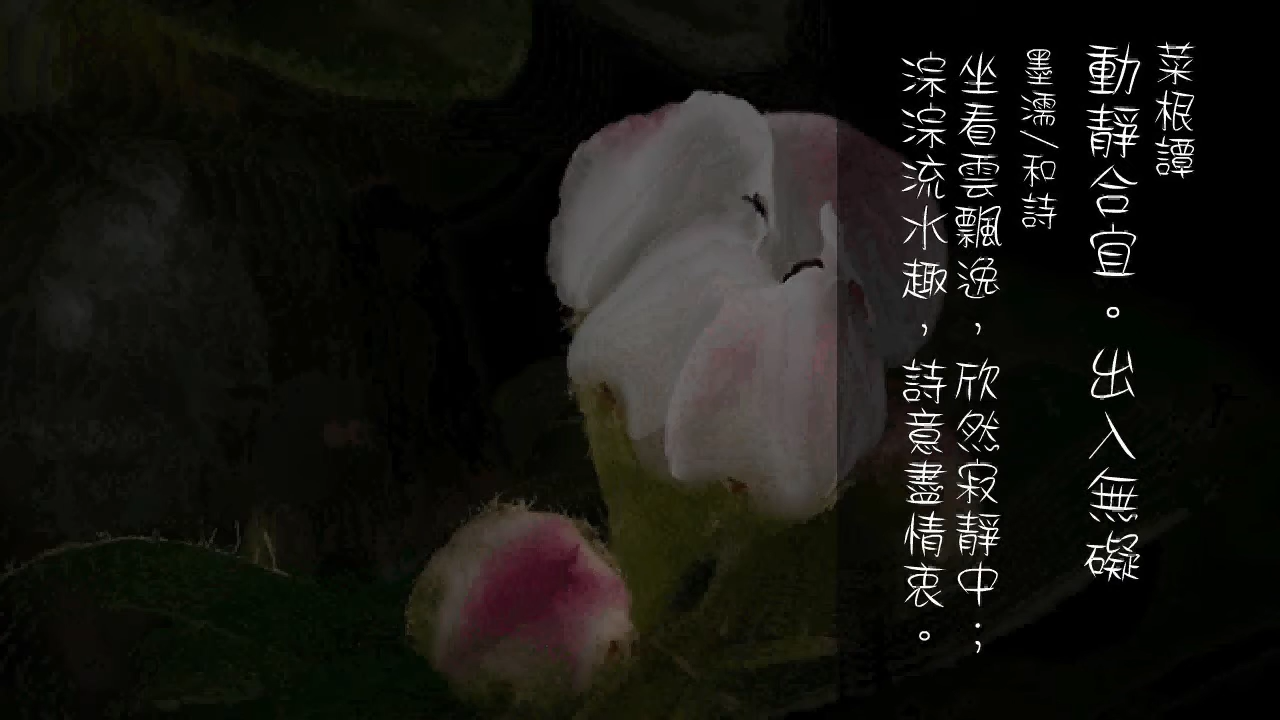 菜根譚
動靜合宜。出入無礙
墨濡／和詩
坐看雲飄逸，欣然寂靜中；
淙淙流水趣，詩意盡情衷。